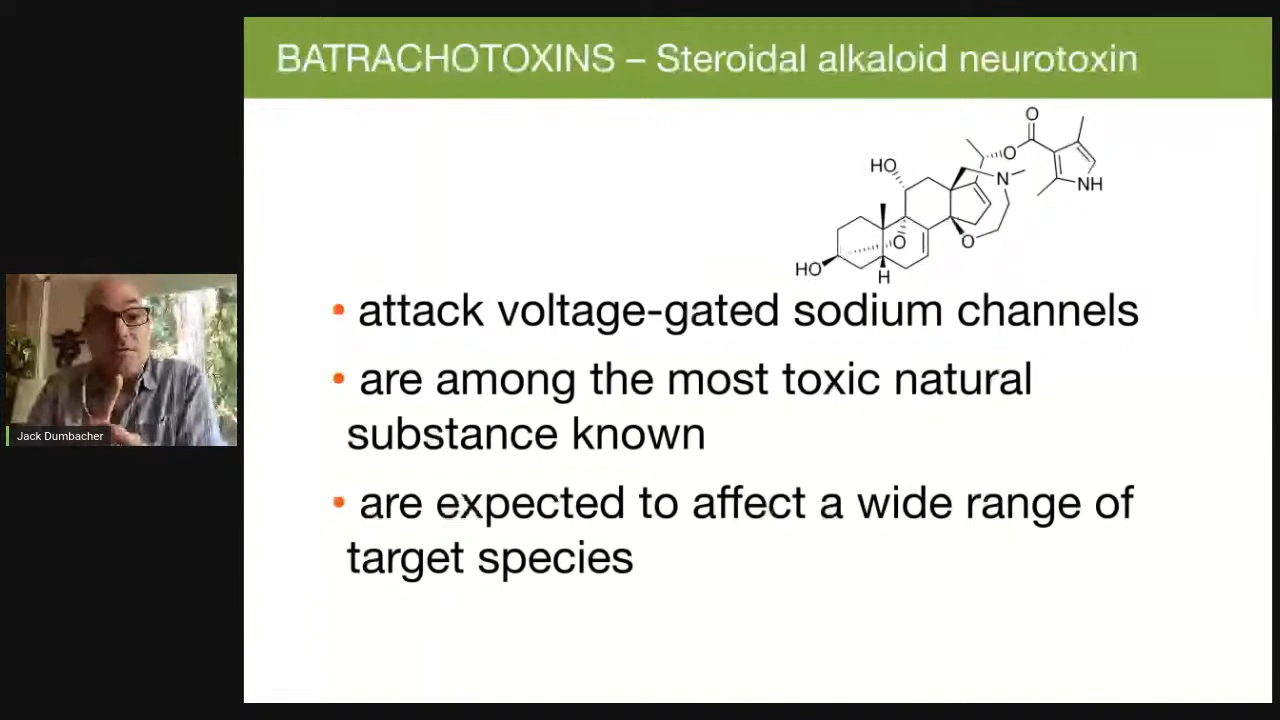 BATRACHOTOXINS – Steroidal alkaloid neurotoxin
O
HO
O
N
NH
O
O
HO
H
• attack voltage-gated sodium channels
• are among the most toxic natural
substance known
• are expected to affect a wide range of
target species
Jack Dumbacher